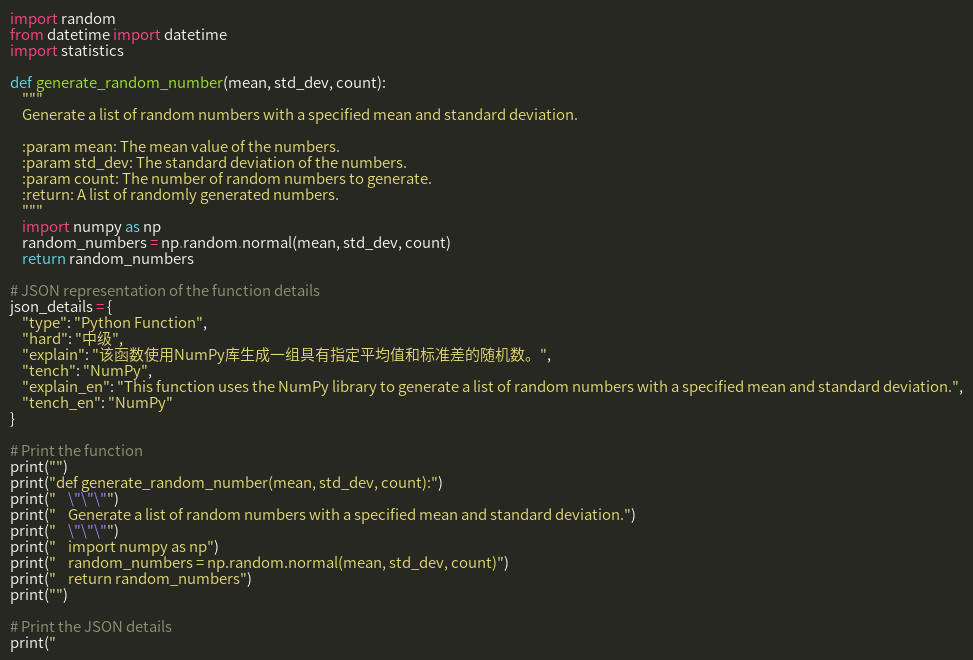 import random
from datetime import datetime
import statistics

def generate_random_number(mean, std_dev, count):
    """
    Generate a list of random numbers with a specified mean and standard deviation.

    :param mean: The mean value of the numbers.
    :param std_dev: The standard deviation of the numbers.
    :param count: The number of random numbers to generate.
    :return: A list of randomly generated numbers.
    """
    import numpy as np
    random_numbers = np.random.normal(mean, std_dev, count)
    return random_numbers

# JSON representation of the function details
json_details = {
    "type": "Python Function",
    "hard": "中级",
    "explain": "该函数使用NumPy库生成一组具有指定平均值和标准差的随机数。",
    "tench": "NumPy",
    "explain_en": "This function uses the NumPy library to generate a list of random numbers with a specified mean and standard deviation.",
    "tench_en": "NumPy"
}

# Print the function
print("")
print("def generate_random_number(mean, std_dev, count):")
print("    \"\"\"")
print("    Generate a list of random numbers with a specified mean and standard deviation.")
print("    \"\"\"")
print("    import numpy as np")
print("    random_numbers = np.random.normal(mean, std_dev, count)")
print("    return random_numbers")
print("")

# Print the JSON details
print("